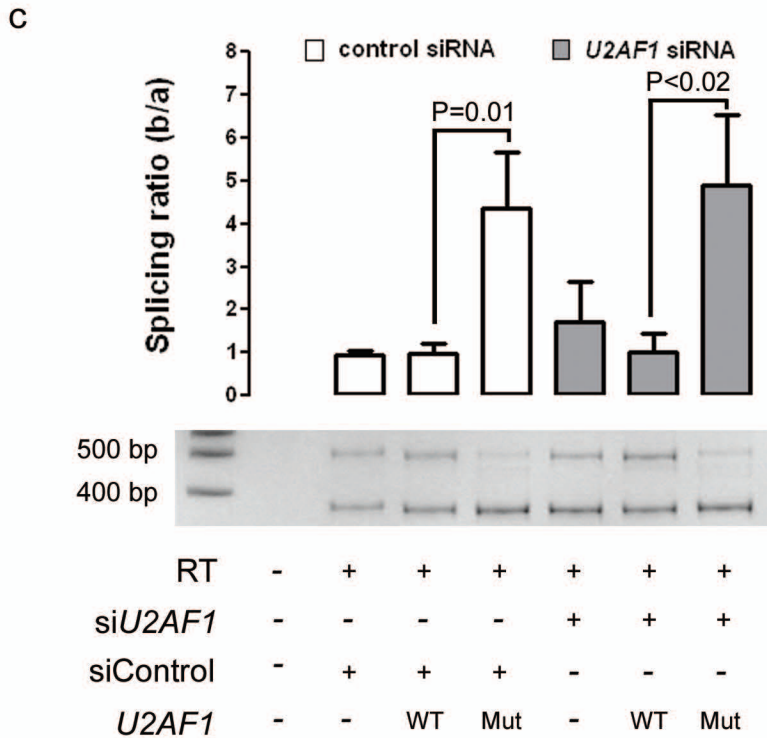 c
8 control siRNA U2AF1 siRNA
7 P=0.01 P<0.02
6
5
4
3
2
1
0
Splicing ratio (b/a)
500 bp
400 bp
RT - + + + + + +
siU2AF1 - - - - + + +
siControl - + + + - - -
U2AF1 - - WT Mut - WT Mut